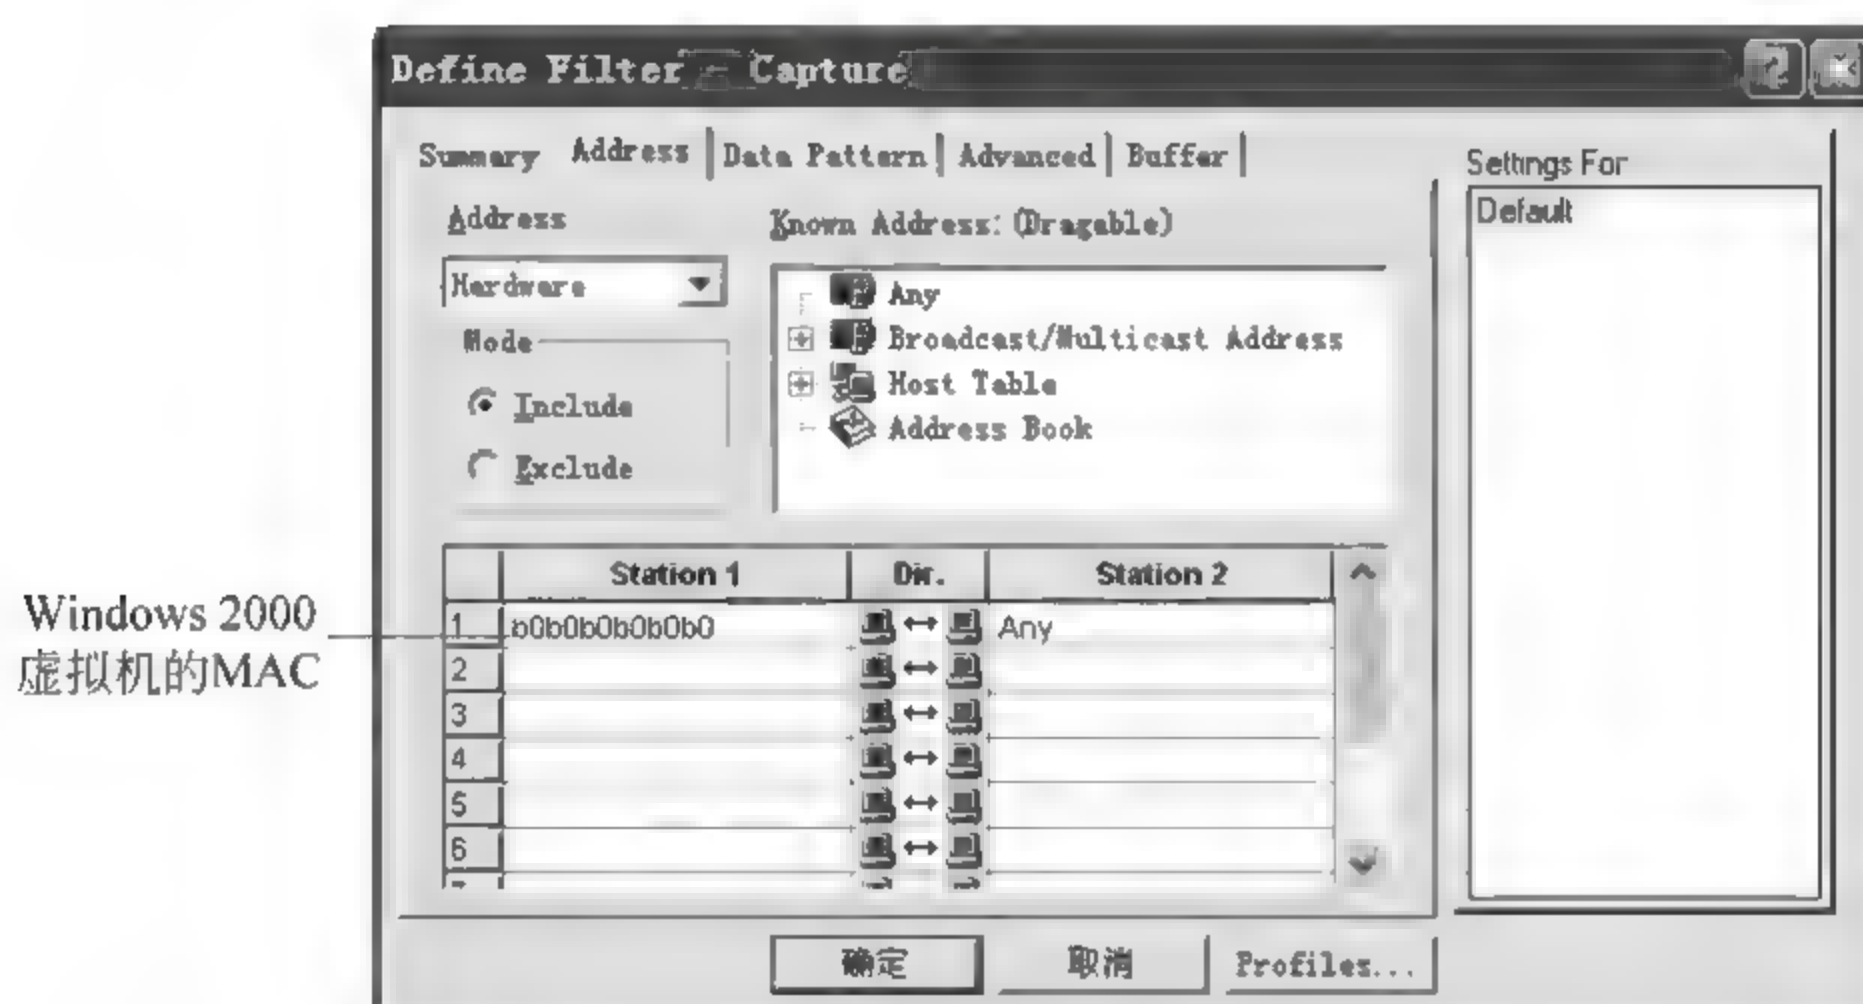 Define Filter - Capture
Summary Address Data Pattern Advanced Buffer
Settings For
Default
Address
Known Address: (Dragable)
Hardware
Any
Mode
Broadcast/Multicast Address
Include
Host Table
Address Book
Exclude
Station 1 Dir. Station 2
Windows 2000
虚拟机的MAC
1 b0b0b0b0b0b0 Any
2
3
4
5
6
确定 取消 Profiles...